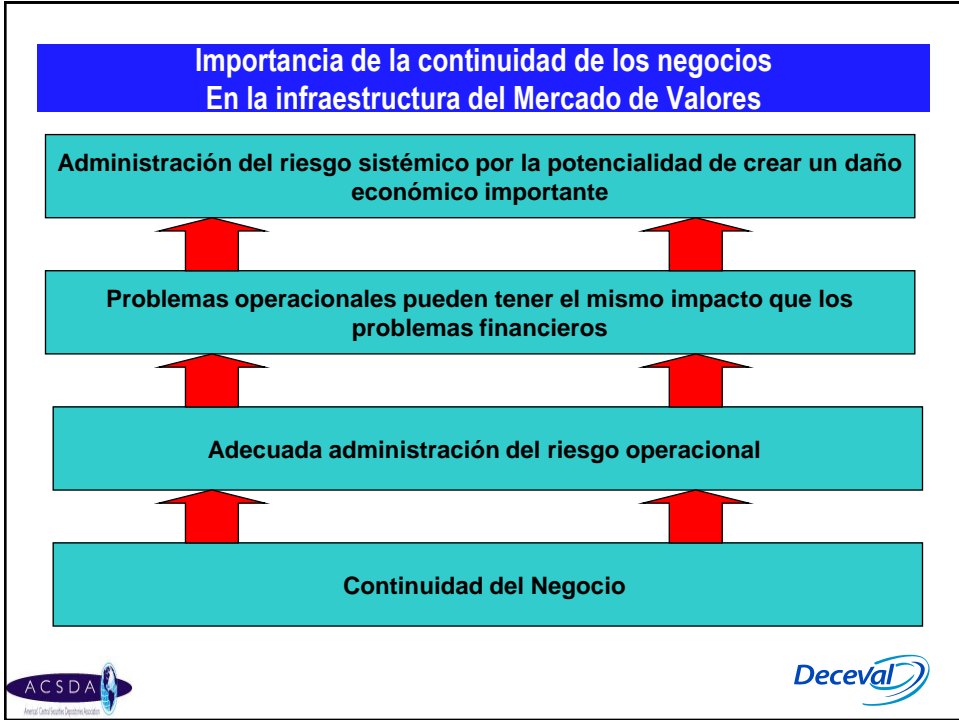 Importancia de la continuidad de los negocios
En la infraestructura del Mercado de Valores
Administración del riesgo sistémico por la potencialidad de crear un daño
económico importante
Problemas operacionales pueden tener el mismo impacto que los
problemas financieros
Adecuada administración del riesgo operacional
Continuidad del Negocio
ACSDA
Deceval